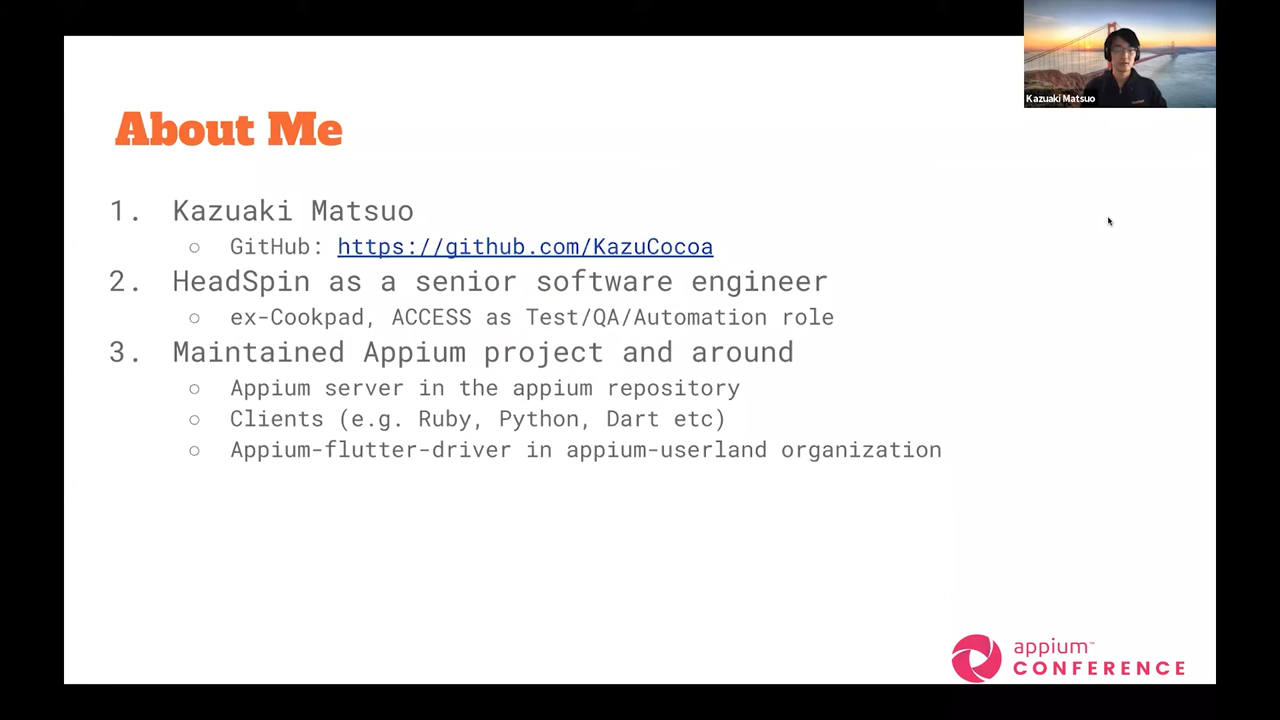 Kazuaki Matsuo
About Me
1. Kazuaki Matsuo
○ GitHub: https://github.com/KazuCocoa
2. HeadSpin as a senior software engineer
○ ex-Cookpad, ACCESS as Test/QA/Automation role
3. Maintained Appium project and around
○ Appium server in the appium repository
○ Clients (e.g. Ruby, Python, Dart etc)
○ Appium-flutter-driver in appium-userland organization
appium™
CONFERENCE